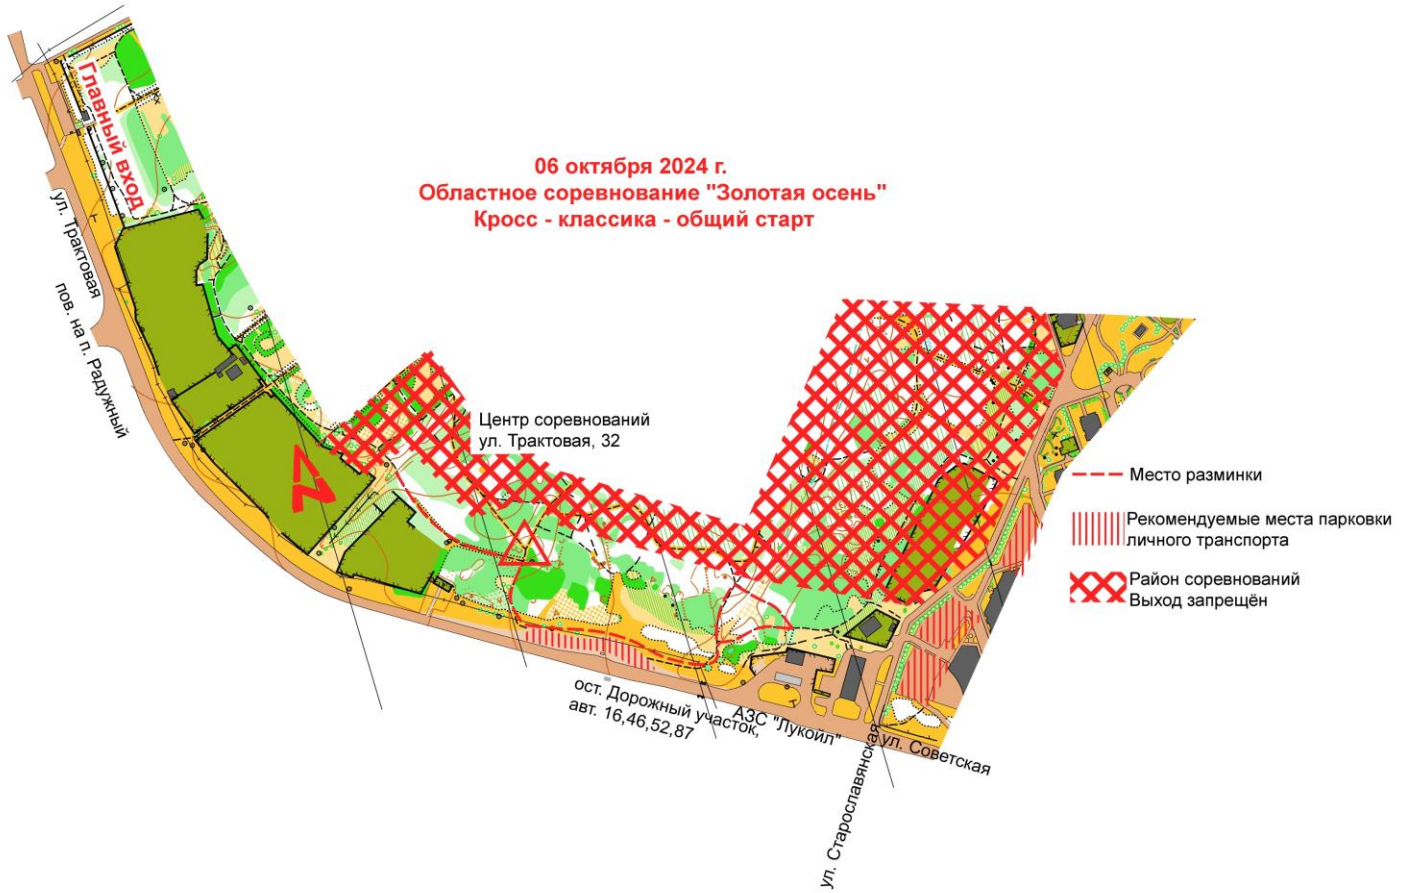 Главный вход
06 октября 2024 г.
Областное соревнование "Золотая осень"
Кросс - классика - общий старт
ул. Трактовая
пов. на п. Радужный
Центр соревнований
ул. Трактовая, 32
Место разминки
Рекомендуемые места парковки
личного транспорта
Район соревнований
Выход запрещён
ост. Дорожный участок,
авт. 16,46,52,87
АЗС "Лукойл"
ул. Старославянская
ул. Советская